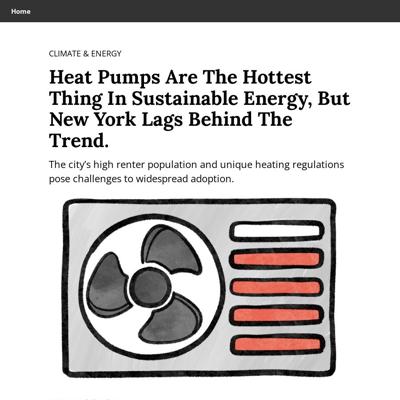 Home
CLIMATE & ENERGY
Heat Pumps Are The Hottest
Thing In Sustainable Energy, But
New York Lags Behind The
Trend.
The city’s high renter population and unique heating regulations
pose challenges to widespread adoption.